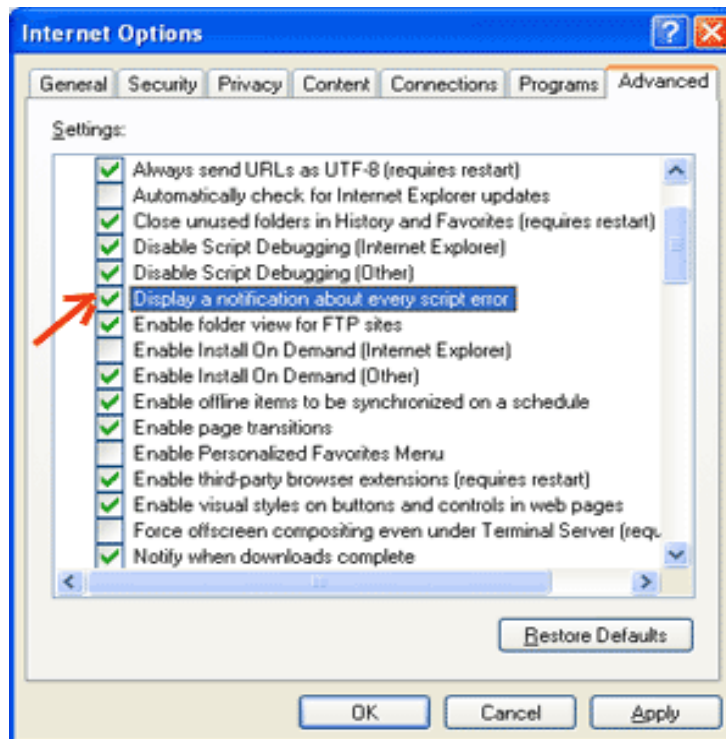 Internet Options
General Security Privacy Content Connections Programs Advanced
Settings:
Always send URLs as UTF-8 (requires restart)
Automatically check for Internet Explorer updates
Close unused folders in History and Favorites (requires restart)
Disable Script Debugging (Internet Explorer)
Disable Script Debugging (Other)
Display a notification about every script error
Enable folder view for FTP sites
Enable Install On Demand (Internet Explorer)
Enable Install On Demand (Other)
Enable offline items to be synchronized on a schedule
Enable page transitions
Enable Personalized Favorites Menu
Enable third-party browser extensions (requires restart)
Enable visual styles on buttons and controls in web pages
Force offscreen compositing even under Terminal Server (requ
Notify when downloads complete
Restore Defaults
OK Cancel Apply